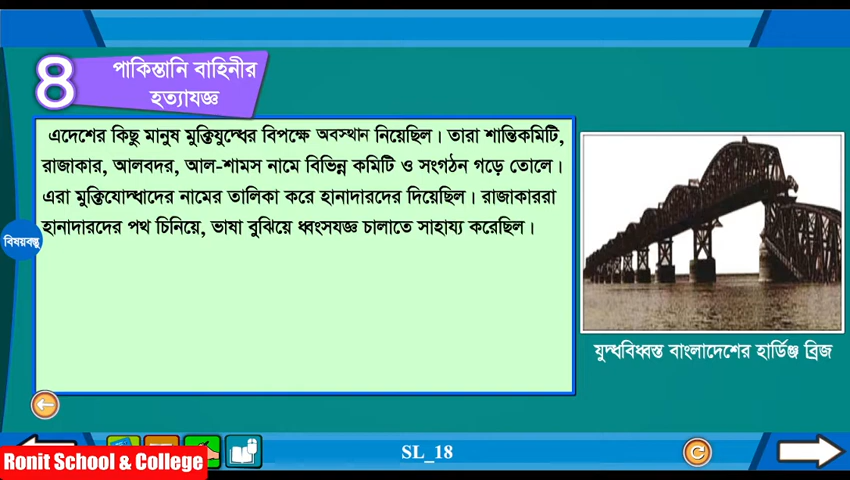 ৪
পাকিস্তানি বাহিনীর
হত্যাযজ্ঞ
এদেশের কিছু মানুষ মুক্তিযুদ্ধের বিপক্ষে অবস্থান নিয়েছিল। তারা শান্তিকমিটি,
রাজাকার, আলবদর, আল-শামস নামে বিভিন্ন কমিটি ও সংগঠন গড়ে তোলে।
এরা মুক্তিযোদ্ধাদের নামের তালিকা করে হানাদারদের দিয়েছিল। রাজাকাররা
হানাদারদের পথ চিনিয়ে, ভাষা বুঝিয়ে ধ্বংসযজ্ঞ চালাতে সাহায্য করেছিল।
বিষয়বস্তু
যুদ্ধবিধ্বস্ত বাংলাদেশের হার্ডিঞ্জ ব্রিজ
SL_18
Ronit School & College